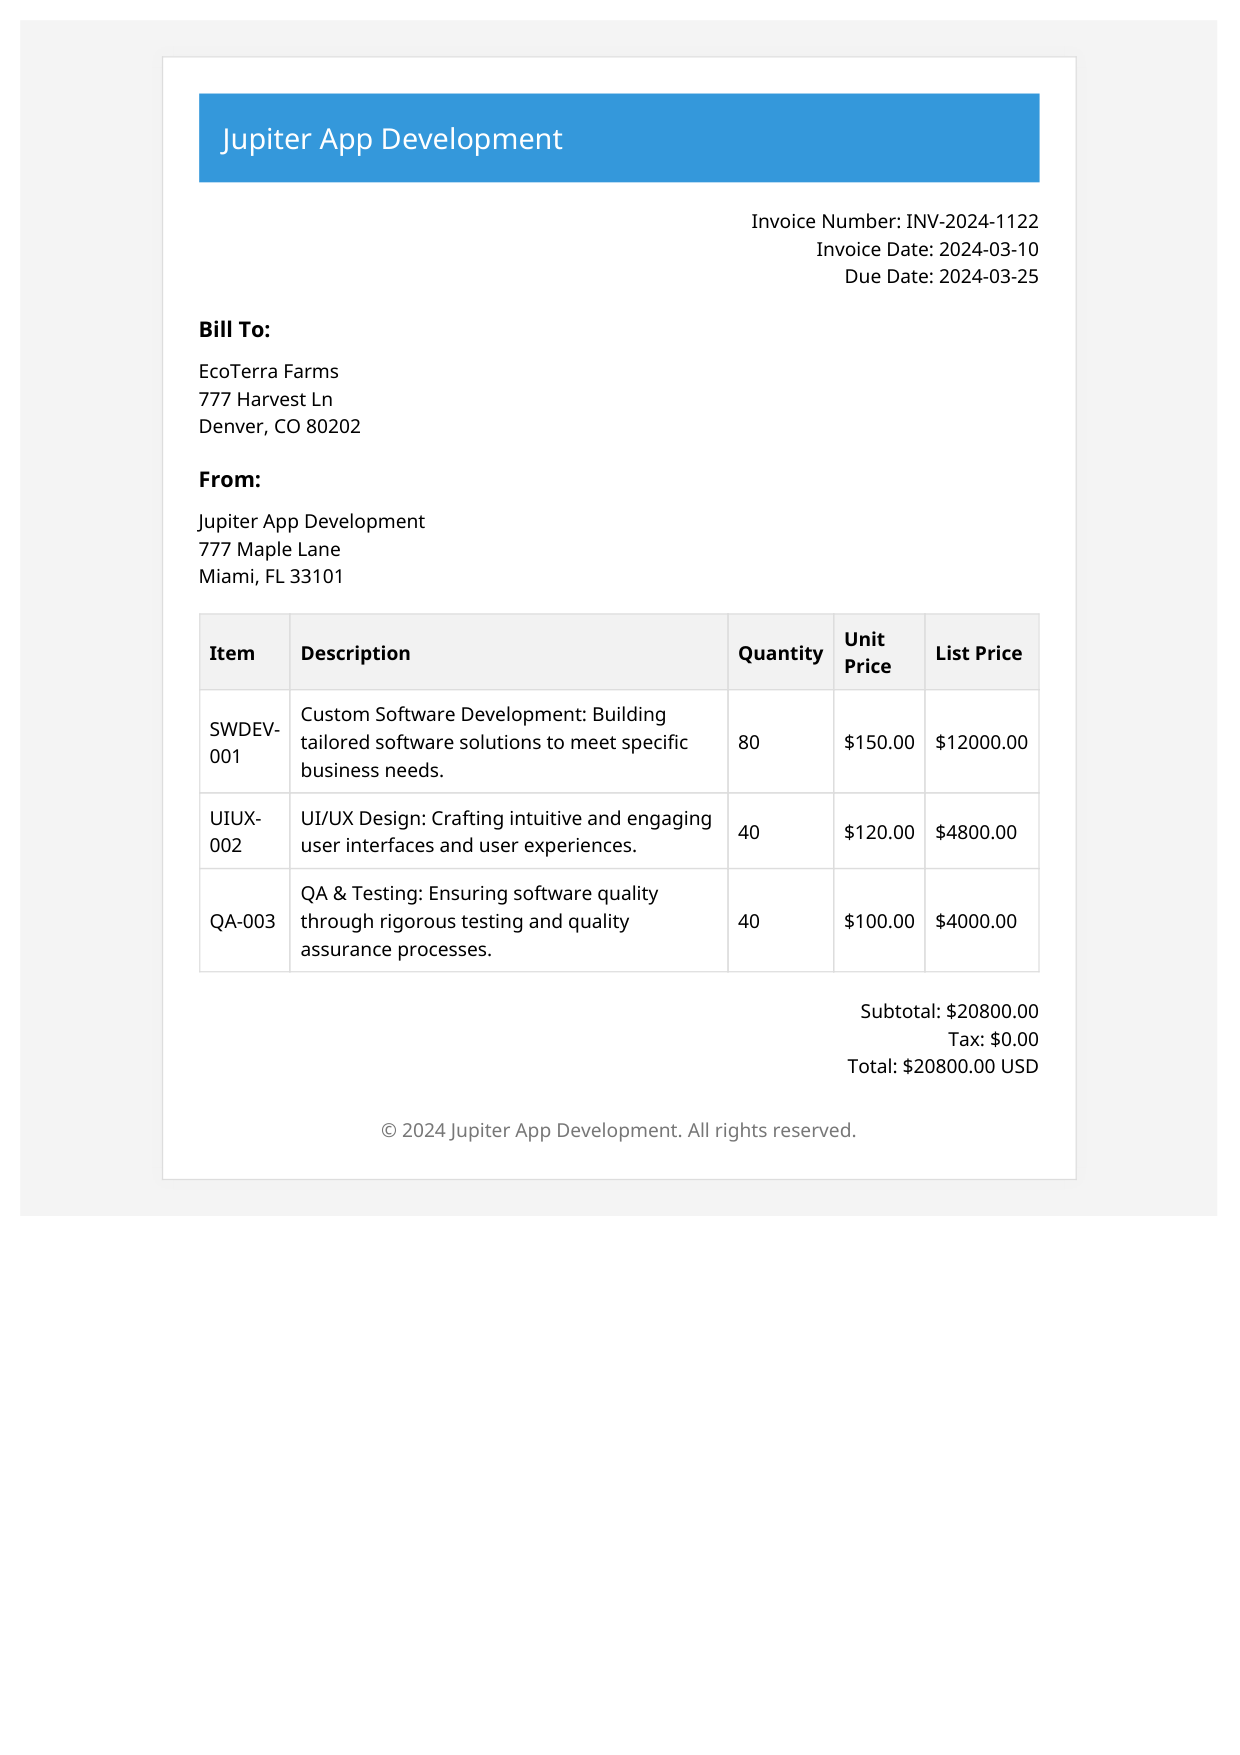 Jupiter App Development
Invoice Number: INV-2024-1122
Invoice Date: 2024-03-10
Due Date: 2024-03-25
Bill To:
EcoTerra Farms
777 Harvest Ln
Denver, CO 80202
From:
Jupiter App Development
777 Maple Lane
Miami, FL 33101
Item Description Quantity Unit Price List Price
SWDEV-001 Custom Software Development: Building tailored software solutions to meet specific business needs. 80 $150.00 $12000.00
UIUX-002 UI/UX Design: Crafting intuitive and engaging user interfaces and user experiences. 40 $120.00 $4800.00
QA-003 QA & Testing: Ensuring software quality through rigorous testing and quality assurance processes. 40 $100.00 $4000.00
Subtotal: $20800.00
Tax: $0.00
Total: $20800.00 USD
© 2024 Jupiter App Development. All rights reserved.